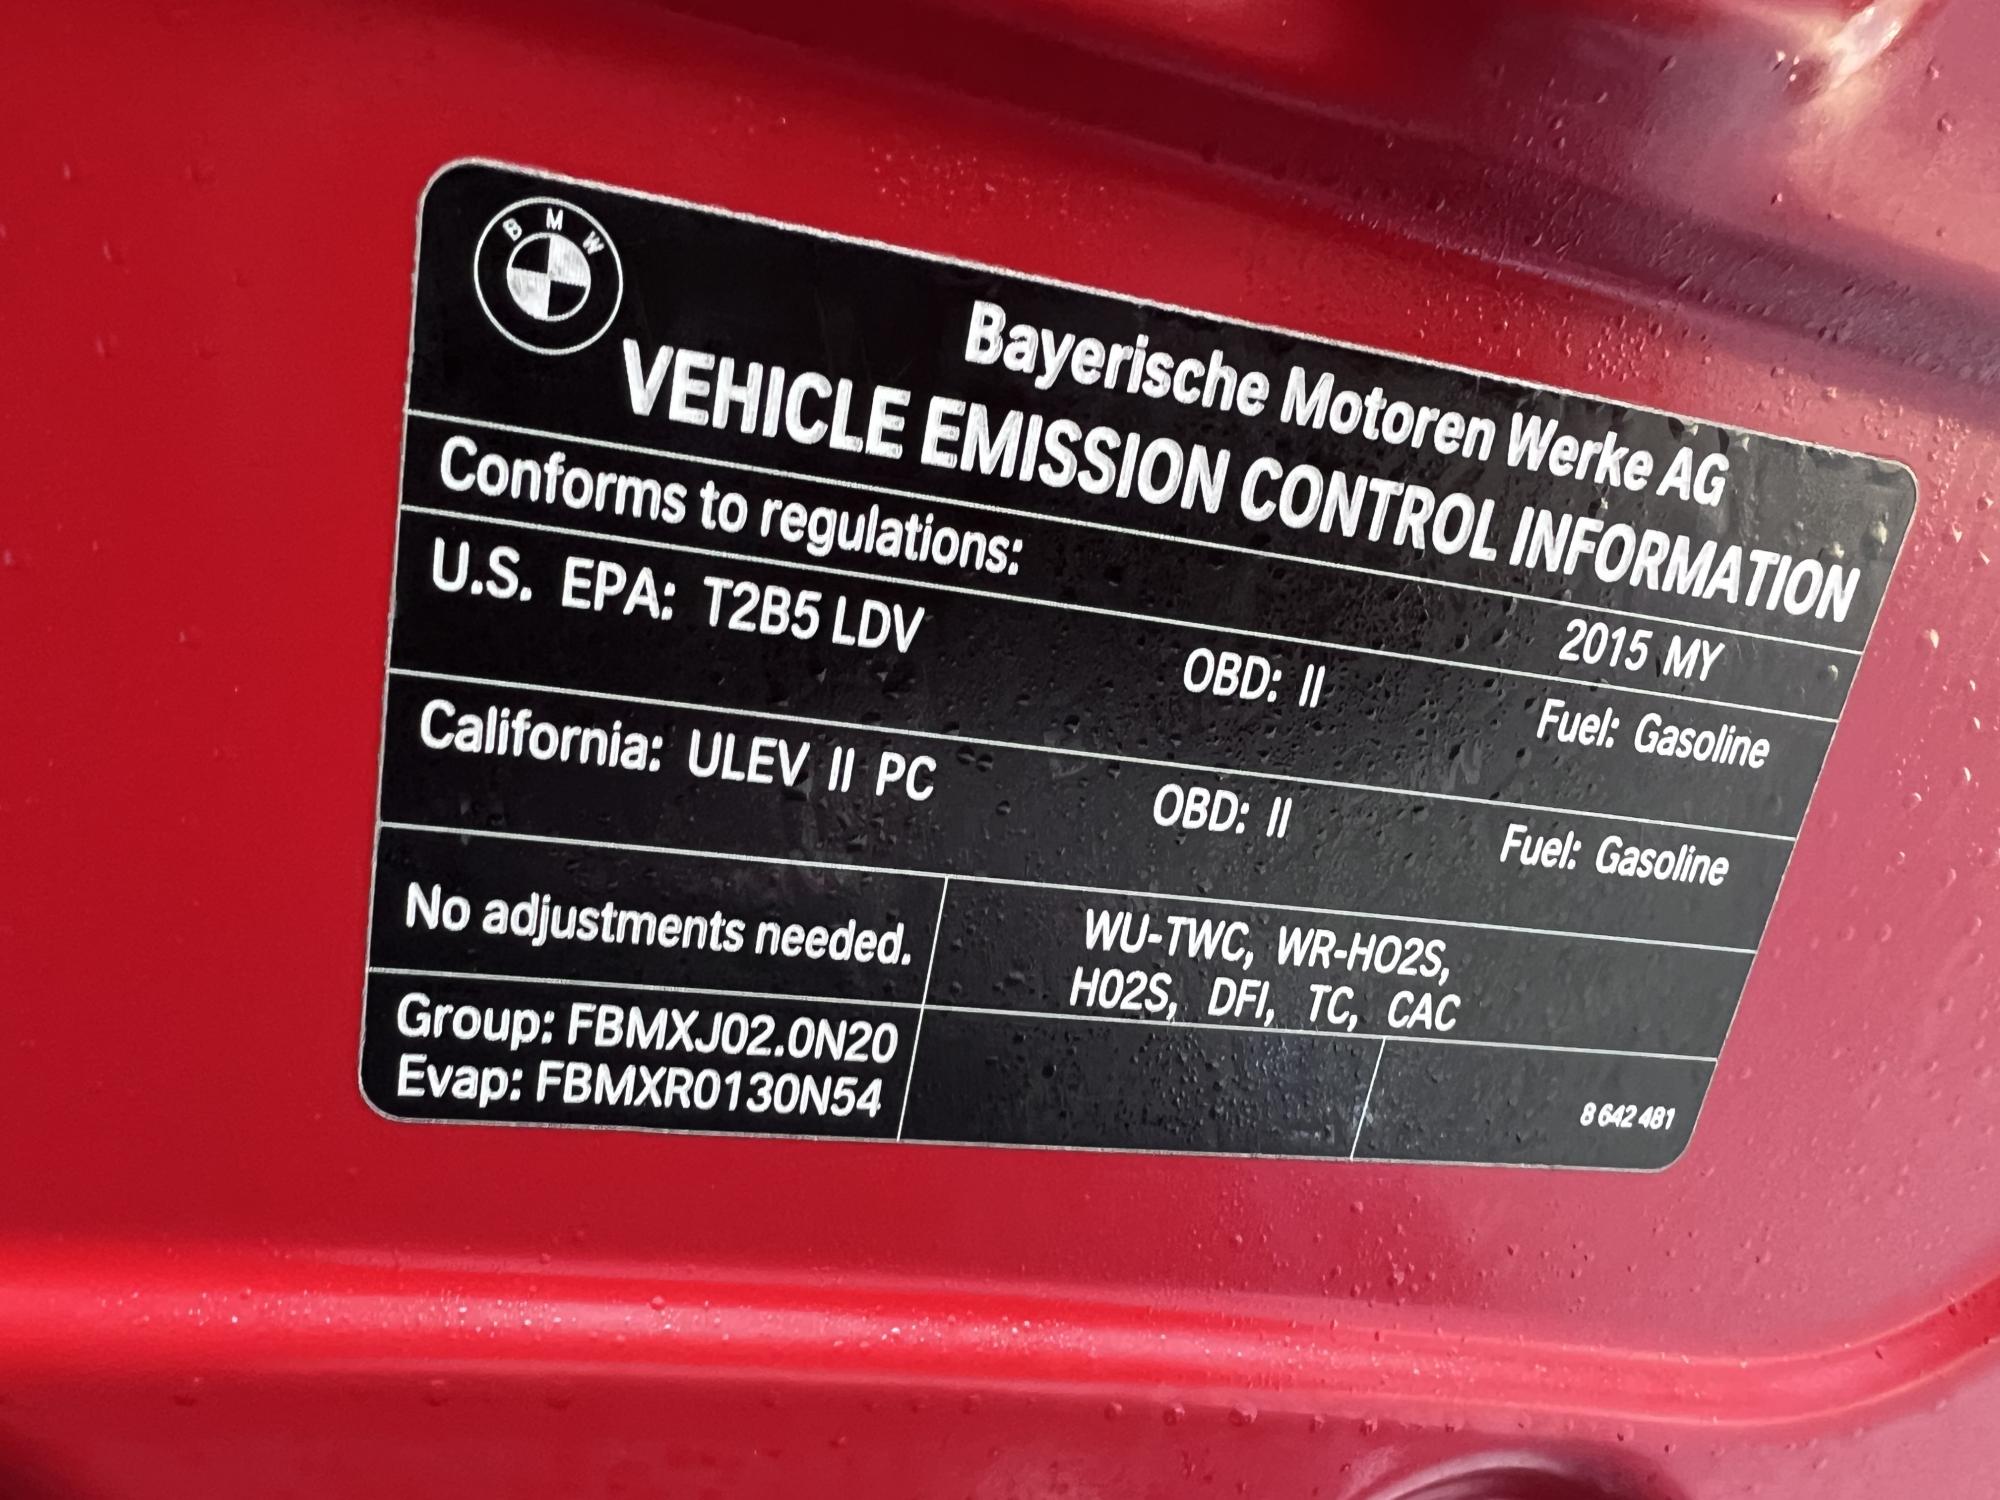 BMW
Bayerische Motoren Werke AG
VEHICLE EMISSION CONTROL INFORMATION
Conforms to regulations: 2015 MY
U.S. EPA: T2B5 LDV OBD: II Fuel: Gasoline
California: ULEV II PC OBD: II Fuel: Gasoline
No adjustments needed.
WU-TWC, WR-HO2S,
HO2S, DFI, TC, CAC
Group: FBMXJ02.0N20
Evap: FBMXR0130N54
8 642 481